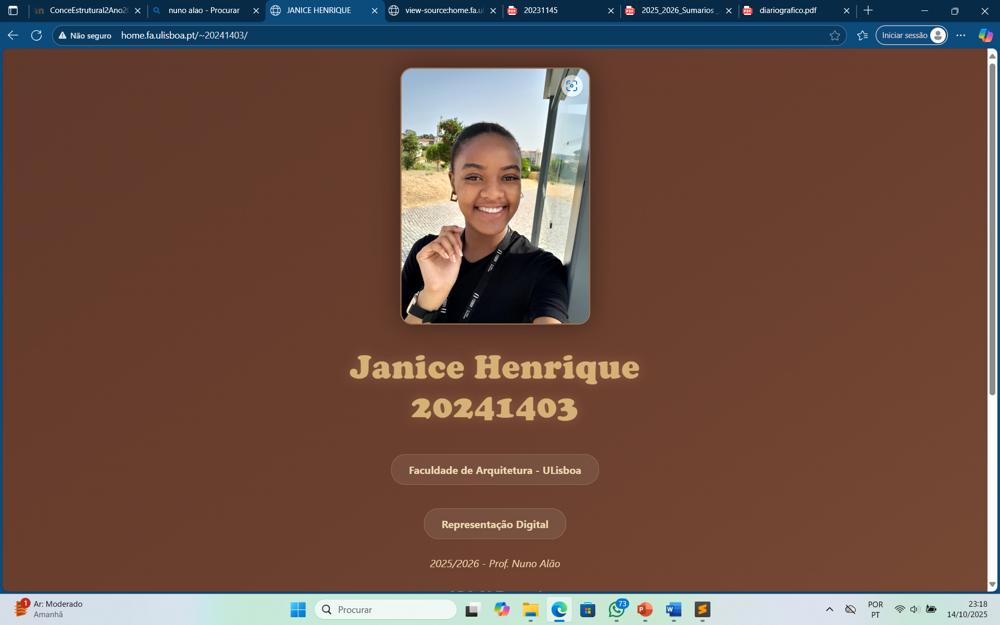 ConceEstrutural2Ano20
nuno alao - Procurar
JANICE HENRIQUE
view-source:home.fa.ul
20231145
2025_2026_Sumarios_
diariografico.pdf
Não seguro
home.fa.ulisboa.pt/~20241403/
Iniciar sessão
Janice Henrique
20241403
Faculdade de Arquitetura - ULisboa
Representação Digital
2025/2026 - Prof. Nuno Alão
1
Ar: Moderado
Amanhã
Procurar
73
POR
PT
23:18
14/10/2025